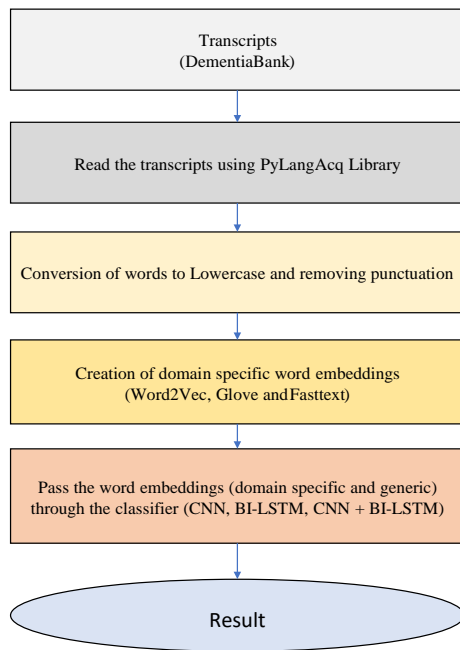 Transcripts
(DementiaBank)
Read the transcripts using PyLangAcq Library
Conversion of words to Lowercase and removing punctuation
Creation of domain specific word embeddings
(Word2Vec, Glove andFasttext)
Pass the word embeddings (domain specific and generic)
through the classifier (CNN, BI-LSTM, CNN + BI-LSTM)
Result